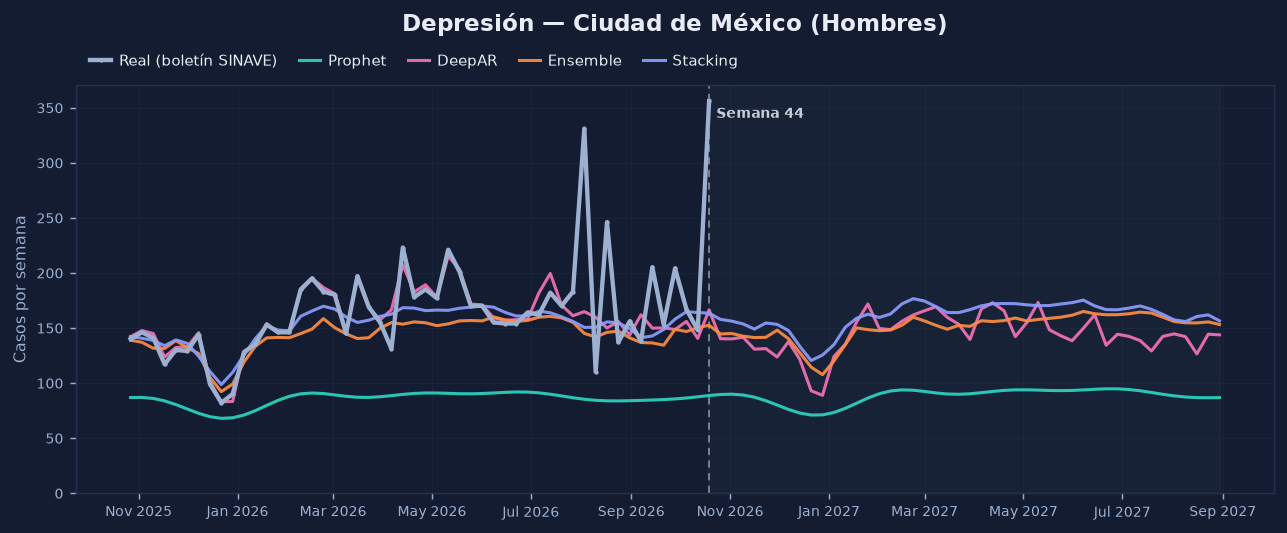 Depresión — Ciudad de México (Hombres)
Real (boletín SINAVE) Prophet DeepAR Ensemble Stacking
Casos por semana
350
300
250
200
150
100
50
0
Semana 44
Nov 2025 Jan 2026 Mar 2026 May 2026 Jul 2026 Sep 2026 Nov 2026 Jan 2027 Mar 2027 May 2027 Jul 2027 Sep 2027